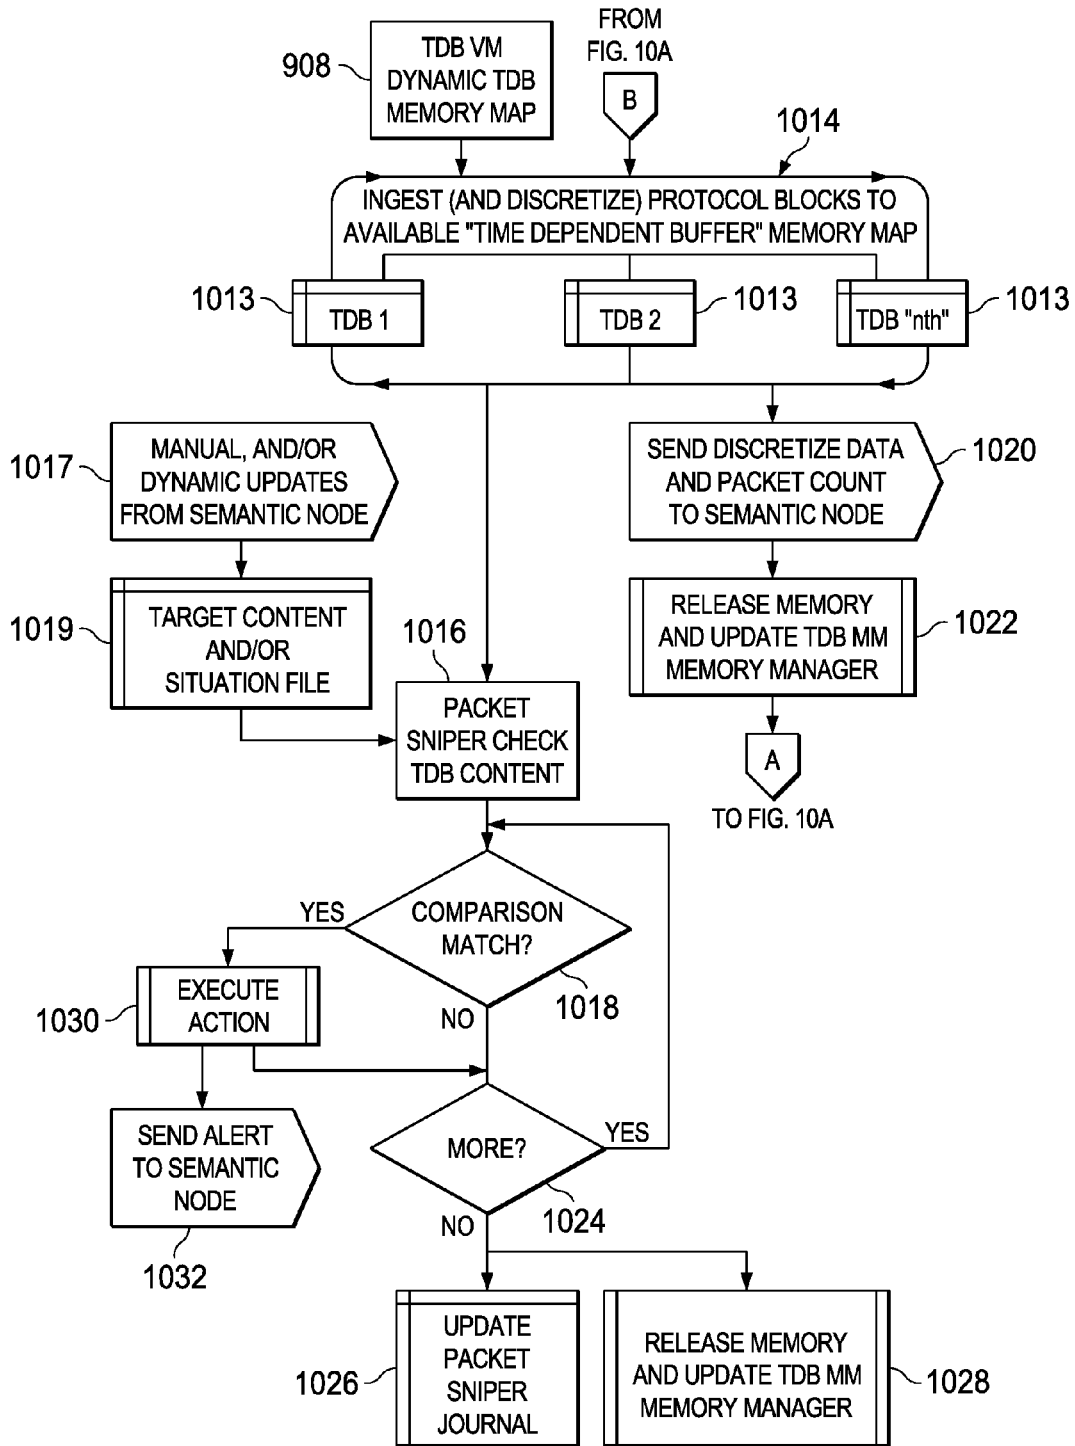 908
TDB VM
DYNAMIC TDB
MEMORY MAP
FROM
FIG. 10A
B
1014
INGEST (AND DISCRETIZE) PROTOCOL BLOCKS TO
AVAILABLE "TIME DEPENDENT BUFFER" MEMORY MAP
1013
TDB 1
TDB 2
1013
TDB "nth"
1013
1017
MANUAL, AND/OR
DYNAMIC UPDATES
FROM SEMANTIC NODE
SEND DISCRETIZE DATA
AND PACKET COUNT
TO SEMANTIC NODE
1020
1019
TARGET CONTENT
AND/OR
SITUATION FILE
RELEASE MEMORY
AND UPDATE TDB MM
MEMORY MANAGER
1022
1016
PACKET
SNIPER CHECK
TDB CONTENT
A
TO FIG. 10A
COMPARISON
MATCH?
YES
NO
1018
1030
EXECUTE
ACTION
SEND ALERT
TO SEMANTIC
NODE
1032
MORE?
YES
NO
1024
1026
UPDATE
PACKET
SNIPER
JOURNAL
RELEASE MEMORY
AND UPDATE TDB MM
MEMORY MANAGER
1028